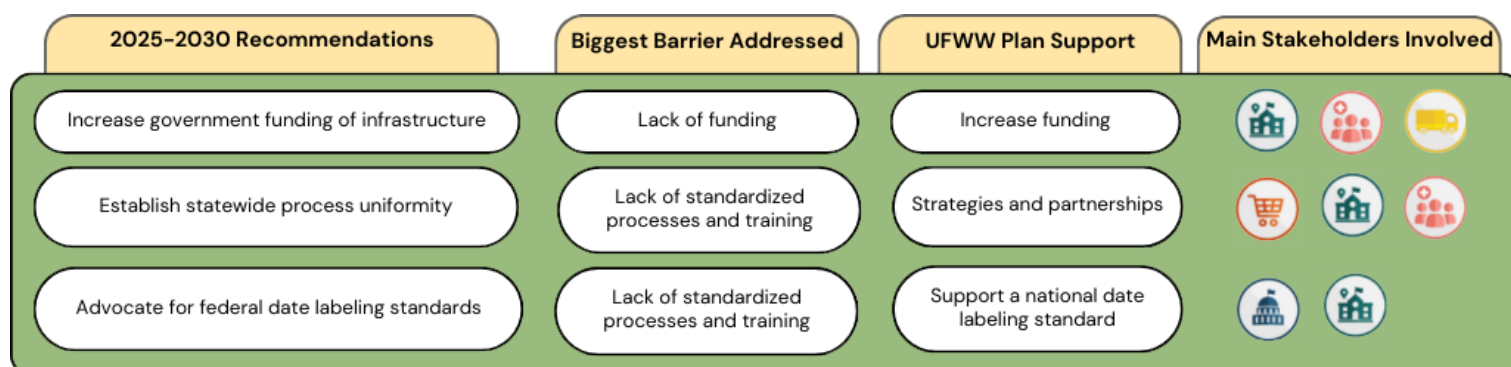 2025-2030 Recommendations
Biggest Barrier Addressed
UFWW Plan Support
Main Stakeholders Involved
Increase government funding of infrastructure
Lack of funding
Increase funding
Establish statewide process uniformity
Lack of standardized
processes and training
Strategies and partnerships
Advocate for federal date labeling standards
Lack of standardized
processes and training
Support a national date
labeling standard